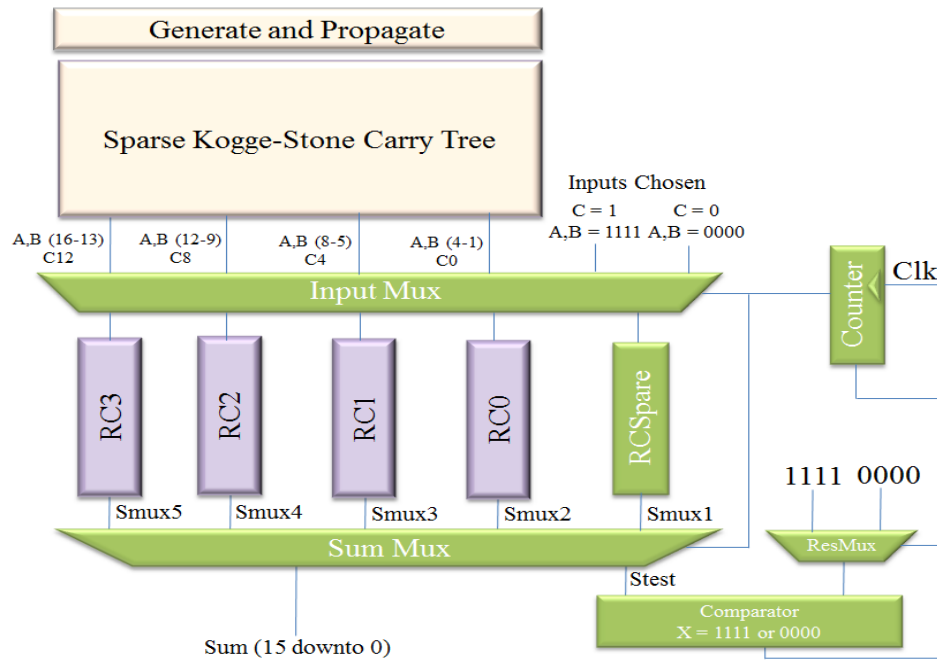 Generate and Propagate
Sparse Kogge-Stone Carry Tree
Inputs Chosen
C = 1
A,B = 1111
C = 0
A,B = 0000
A,B (16-13)
C12
A,B (12-9)
C8
A,B (8-5)
C4
A,B (4-1)
C0
Input Mux
Counter
Clk
RC3
RC2
RC1
RC0
RCSpare
Smux5
Smux4
Smux3
Smux2
Smux1
1111 0000
Sum Mux
ResMux
Stest
Comparator
X = 1111 or 0000
Sum (15 downto 0)